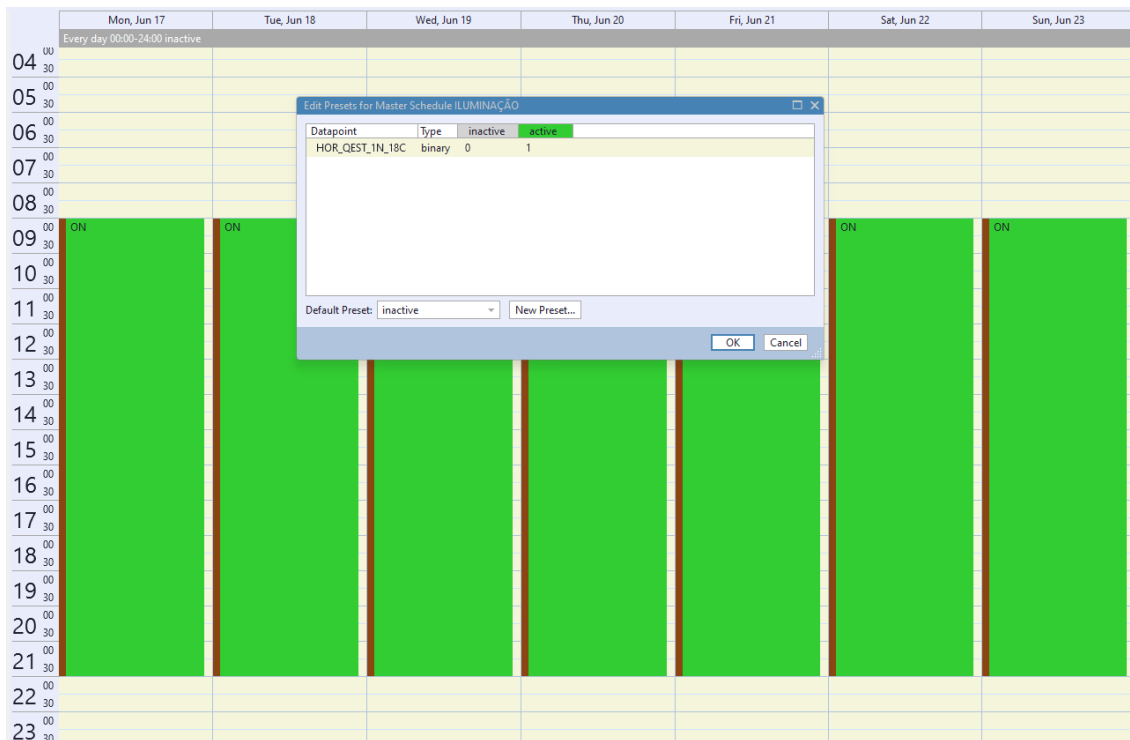 Mon, Jun 17 Tue, Jun 18 Wed, Jun 19 Thu, Jun 20 Fri, Jun 21 Sat, Jun 22 Sun, Jun 23
Every day 00:00-24:00 inactive
04 00 30
05 00 30
Edit Presets for Master Schedule ILUMINAÇÃO
Datapoint Type inactive active
HOR_QEST_1N_18C binary 0 1
06 00 30
07 00 30
08 00 30
09 00 30
ON ON ON ON
10 00 30
11 00 30
Default Preset: inactive New Preset...
12 00 30
OK Cancel
13 00 30
14 00 30
15 00 30
16 00 30
17 00 30
18 00 30
19 00 30
20 00 30
21 00 30
22 00 30
23 00 30